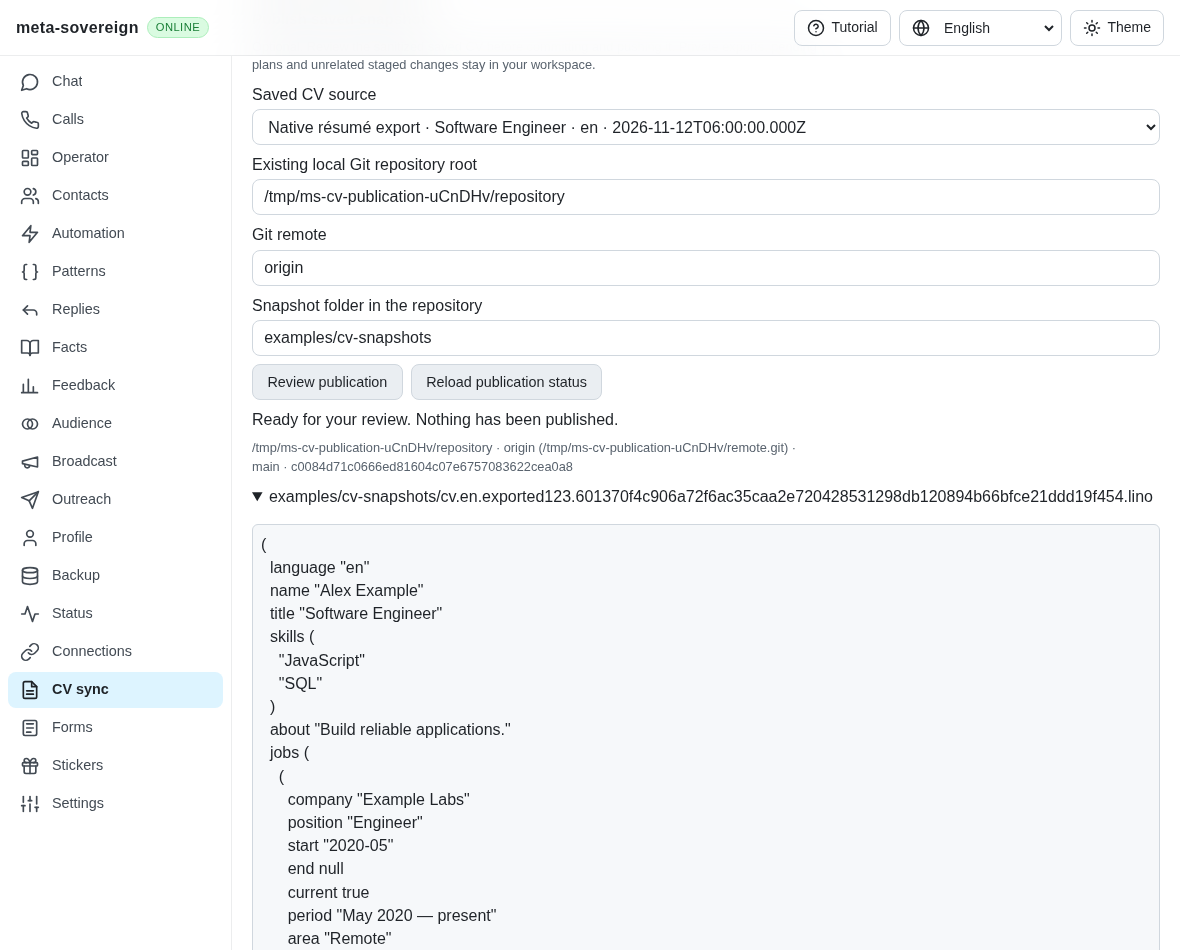 meta-sovereign ONLINE Tutorial English Theme
Chat
Calls
Operator
Contacts
Automation
Patterns
Replies
Facts
Feedback
Audience
Broadcast
Outreach
Profile
Backup
Status
Connections
CV sync
Forms
Stickers
Settings
plans and unrelated staged changes stay in your workspace.
Saved CV source
Native résumé export · Software Engineer · en · 2026-11-12T06:00:00.000Z
Existing local Git repository root
/tmp/ms-cv-publication-uCnDHv/repository
Git remote
origin
Snapshot folder in the repository
examples/cv-snapshots
Review publication Reload publication status
Ready for your review. Nothing has been published.
/tmp/ms-cv-publication-uCnDHv/repository · origin (/tmp/ms-cv-publication-uCnDHv/remote.git) ·
main · c0084d71c0666ed81604c07e6757083622cea0a8
examples/cv-snapshots/cv.en.exported123.601370f4c906a72f6ac35caa2e720428531298db120894b66bfce21ddd19f454.lino
(
language "en"
name "Alex Example"
title "Software Engineer"
skills (
"JavaScript"
"SQL"
)
about "Build reliable applications."
jobs (
(
company "Example Labs"
position "Engineer"
start "2020-05"
end null
current true
period "May 2020 — present"
area "Remote"